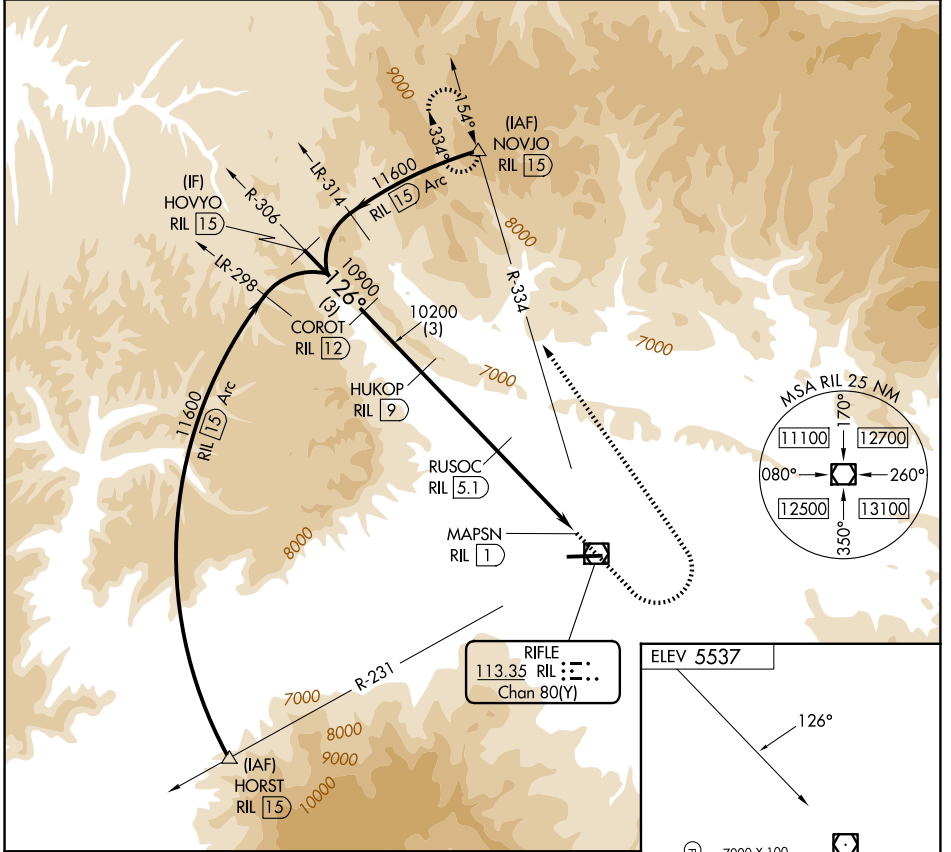 9000
154°
334°
(IAF)
NOVJO
RIL 15
11600
RIL 15 Arc
LR-314
(IF)
HOVYO
RIL 15
R-306
LR-298
8000
R-334
10900
126°
(3)
10200
(3)
COROT
RIL 12
7000
7000
HUKOP
RIL 9
11600
RIL 15 Arc
RUSOC
RIL 5.1
8000
MAPSN
RIL 1
MSA RIL 25 NM
170°
11100
12700
080°
260°
12500
13100
350°
RIFLE
113.35 RIL
Chan 80(Y)
R-231
7000
8000
9000
10000
(IAF)
HORST
RIL 15
ELEV 5537
126°
7000 X 100